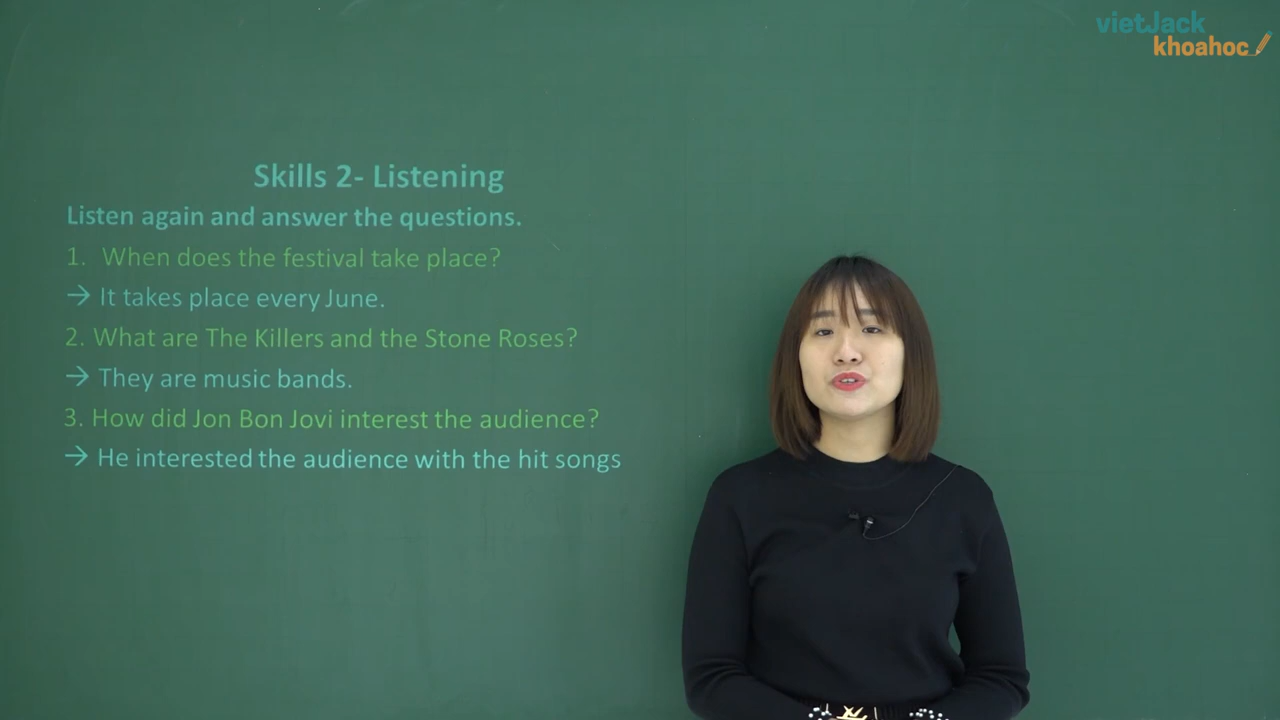 vietJack
khoahoc
Skills 2- Listening
Listen again and answer the questions.
1. When does the festival take place?
→ It takes place every June.
2. What are The Killers and the Stone Roses?
→ They are music bands.
3. How did Jon Bon Jovi interest the audience?
→ He interested the audience with the hit songs